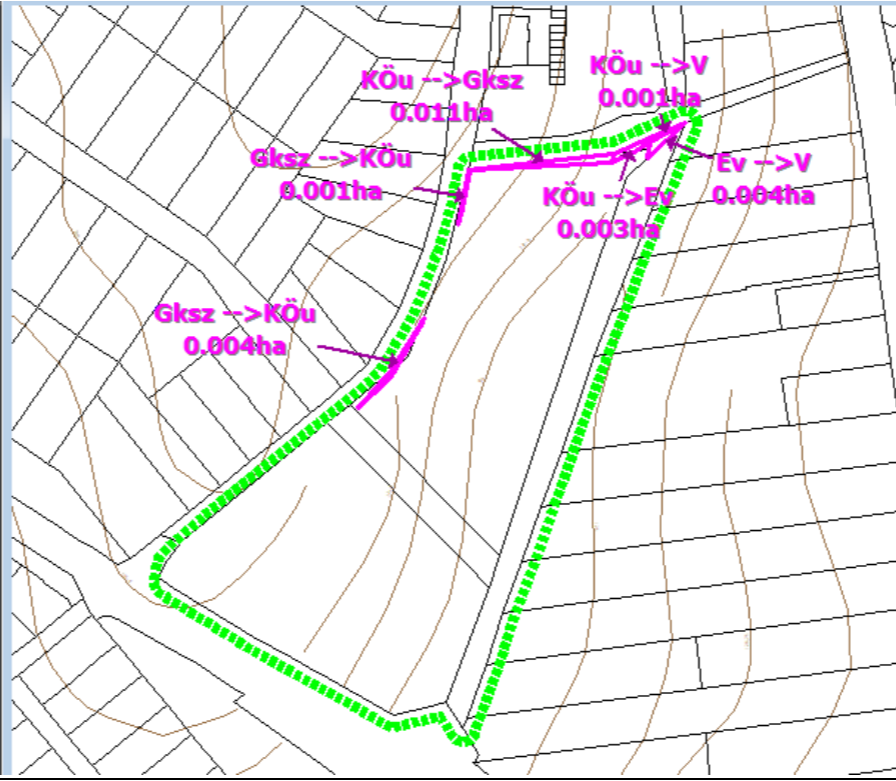 KÖu -->V
0.001ha
KÖu -->Gksz
0.011ha
Gksz -->KÖu
0.001ha
Ev -->V
0.004ha
KÖu -->Ev
0.003ha
Gksz -->KÖu
0.004ha